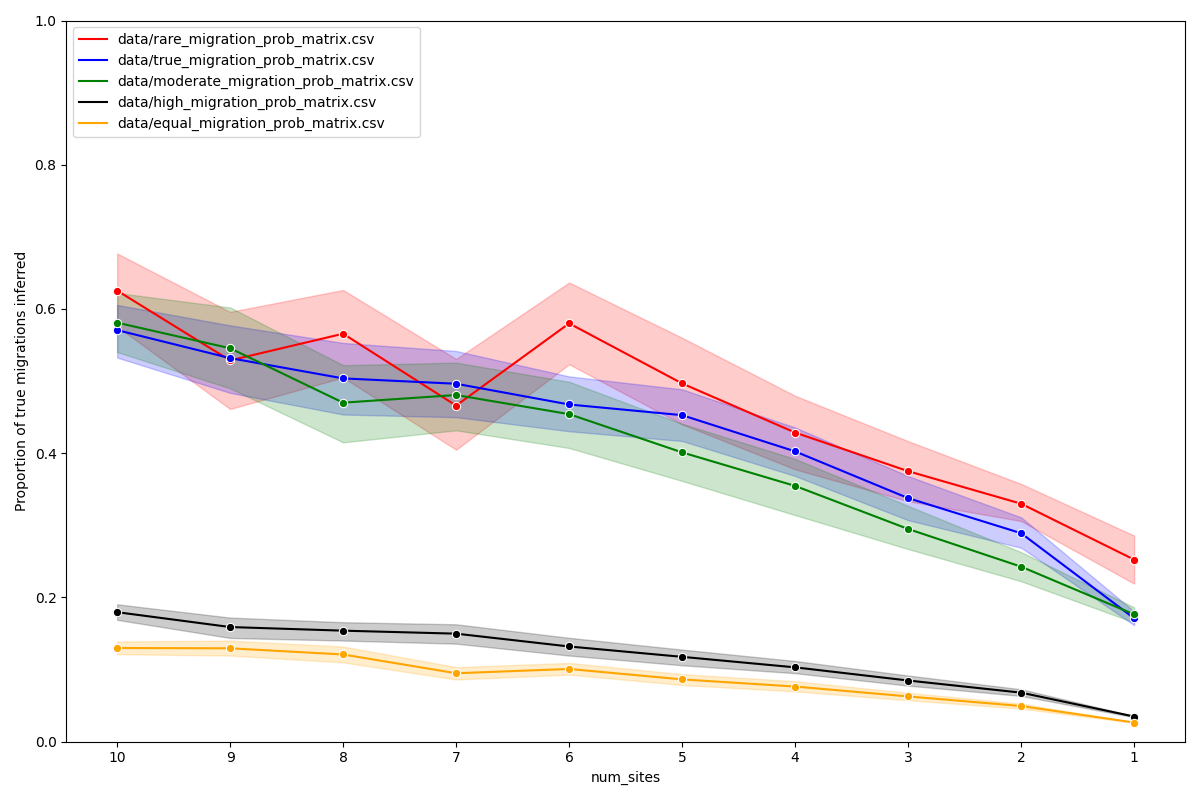 data/rare_migration_prob_matrix.csv
data/true_migration_prob_matrix.csv
data/moderate_migration_prob_matrix.csv
data/high_migration_prob_matrix.csv
data/equal_migration_prob_matrix.csv
Proportion of true migrations inferred
1.0
0.8
0.6
0.4
0.2
0.0
10 9 8 7 6 5 4 3 2 1
num_sites